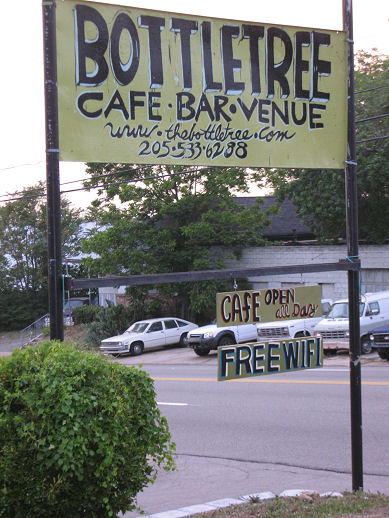 BOTTLETREE
CAFE·BAR·VENUE
www.thebottletree.com
205·533·6288
CAFE OPEN all DAY
FREE WIFI